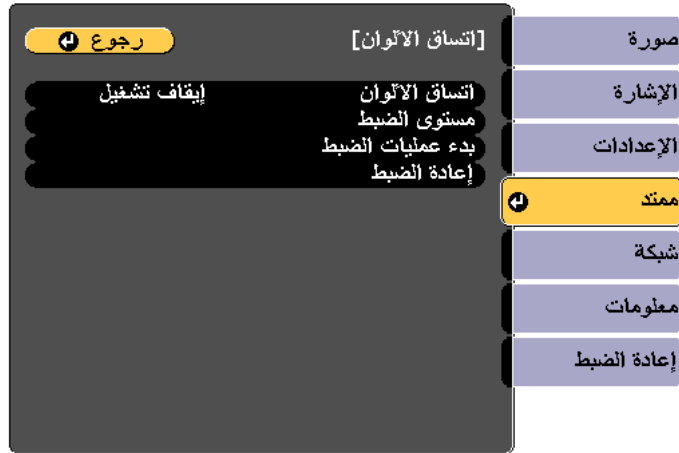 [اتساق الألوان]
رجوع
اتساق الألوان إيقاف تشغيل
مستوى الضبط
بدء عمليات الضبط
إعادة الضبط
صورة
الإشارة
الإعدادات
ممتد
شبكة
معلومات
إعادة الضبط